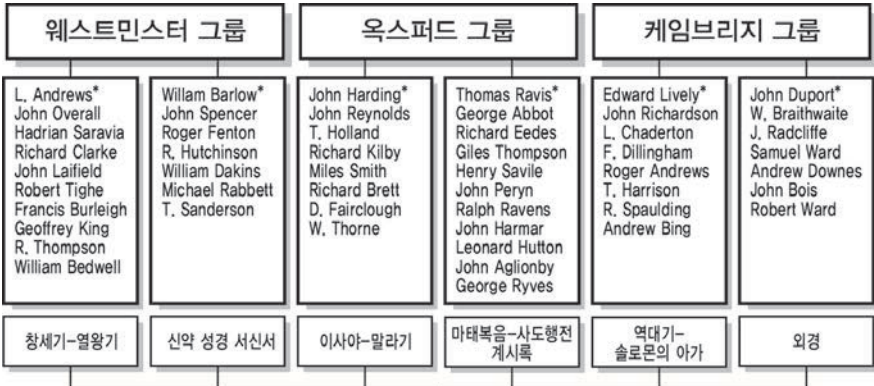 웨스트민스터 그룹
옥스퍼드 그룹
케임브리지 그룹
L. Andrews*
John Overall
Hadrian Saravia
Richard Clarke
John Laifield
Robert Tighe
Francis Burleigh
Geoffrey King
R. Thompson
William Bedwell
Willam Barlow*
John Spencer
Roger Fenton
R. Hutchinson
William Dakins
Michael Rabbett
T. Sanderson
John Harding*
John Reynolds
T. Holland
Richard Kilby
Miles Smith
Richard Brett
D. Fairclough
W. Thorne
Thomas Ravis*
George Abbot
Richard Eedes
Giles Thompson
Henry Savile
John Peryn
Ralph Ravens
John Harmar
Leonard Hutton
John Aglionby
George Ryves
Edward Lively*
John Richardson
L. Chaderton
F. Dillingham
Roger Andrews
T. Harrison
R. Spaulding
Andrew Bing
John Duport*
W. Braithwaite
J. Radcliffe
Samuel Ward
Andrew Downes
John Bois
Robert Ward
창세기-열왕기
신약 성경 서신서
이사야-말라기
마태복음-사도행전
계시록
역대기-
솔로몬의 아가
외경